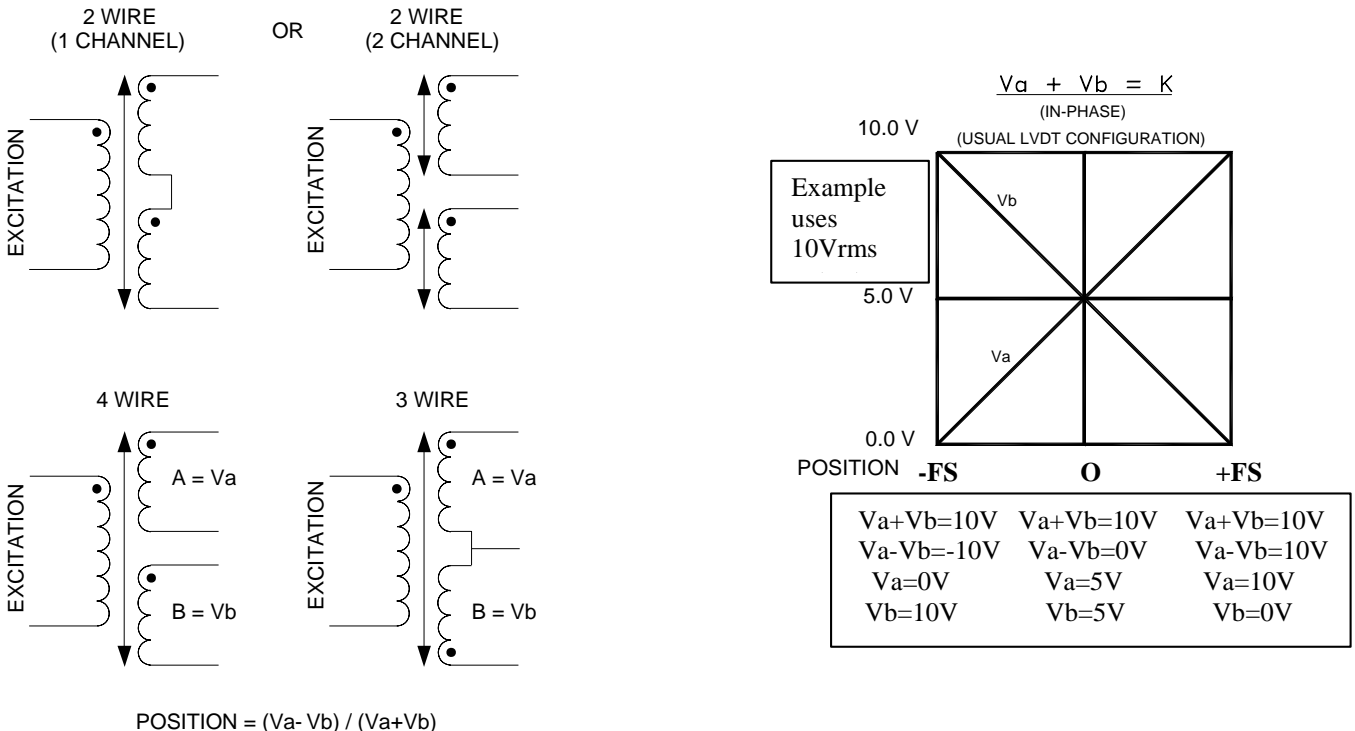 2 WIRE
(1 CHANNEL)
OR
2 WIRE
(2 CHANNEL)
EXCITATION
EXCITATION
4 WIRE
3 WIRE
EXCITATION
A = Va
B = Vb
EXCITATION
A = Va
B = Vb
POSITION = (Va- Vb) / (Va+Vb)
Va + Vb = K
(IN-PHASE)
(USUAL LVDT CONFIGURATION)
10.0 V
Example
uses
10Vrms
Vb
5.0 V
Va
0.0 V
POSITION -FS O +FS
Va+Vb=10V Va+Vb=10V Va+Vb=10V
Va-Vb=-10V Va-Vb=0V Va-Vb=10V
Va=0V Va=5V Va=10V
Vb=10V Vb=5V Vb=0V